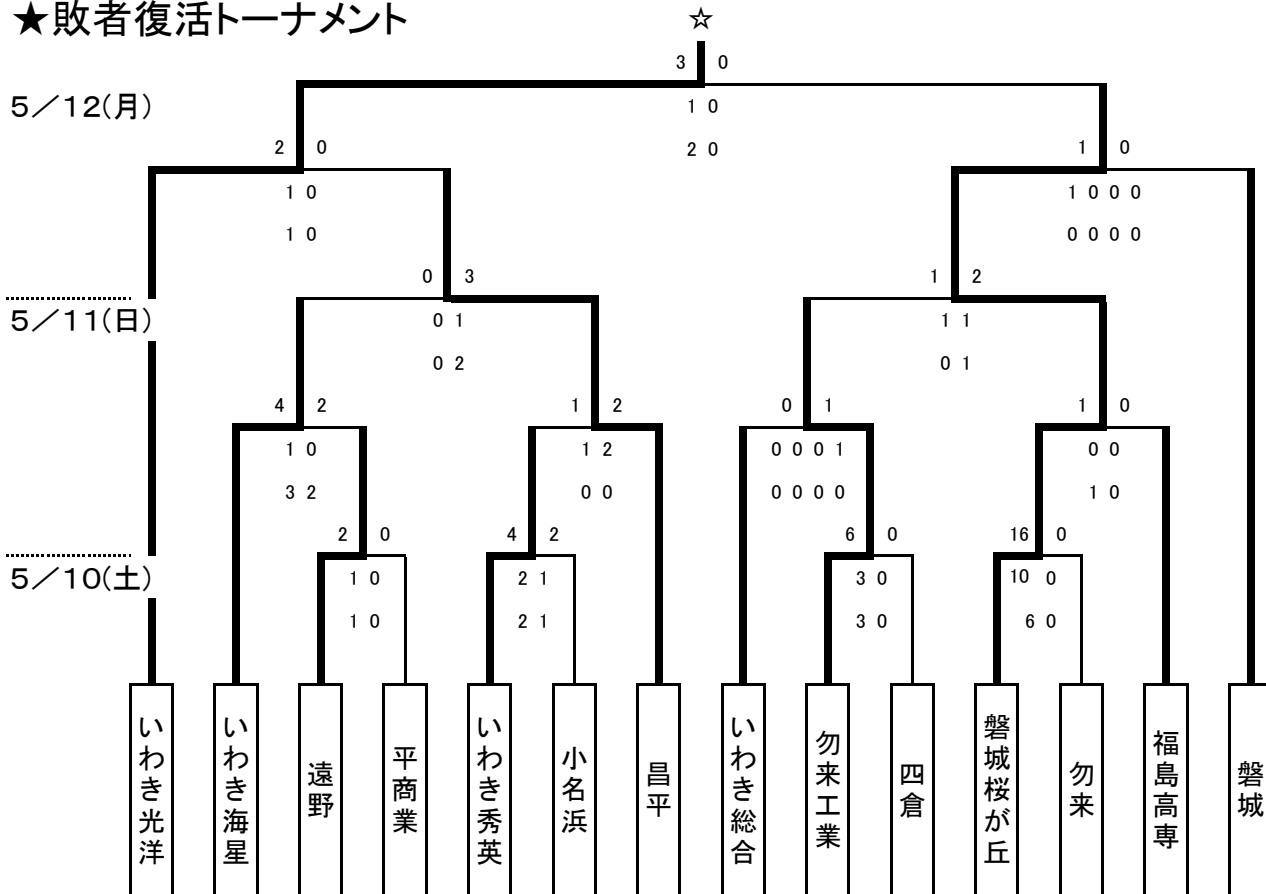 ★敗者復活トーナメント
☆
3 0
5／12(月)
1 0
2 0
2 0
1 0
1 0
1 0 0 0
1 0
0 0 0 0
0 3
1 2
5／11(日)
0 1
1 1
0 2
0 1
4 2
1 2
0 1
1 0
1 0
1 2
0 0 0 1
0 0
3 2
0 0
0 0 0 0
1 0
2 0
4 2
6 0
16 0
5／10(土)
1 0
2 1
3 0
10 0
1 0
2 1
3 0
6 0
いわき光洋
いわき海星
遠野
平商業
いわき秀英
小名浜
昌平
いわき総合
勿来工業
四倉
磐城桜が丘
勿来
福島高専
磐城